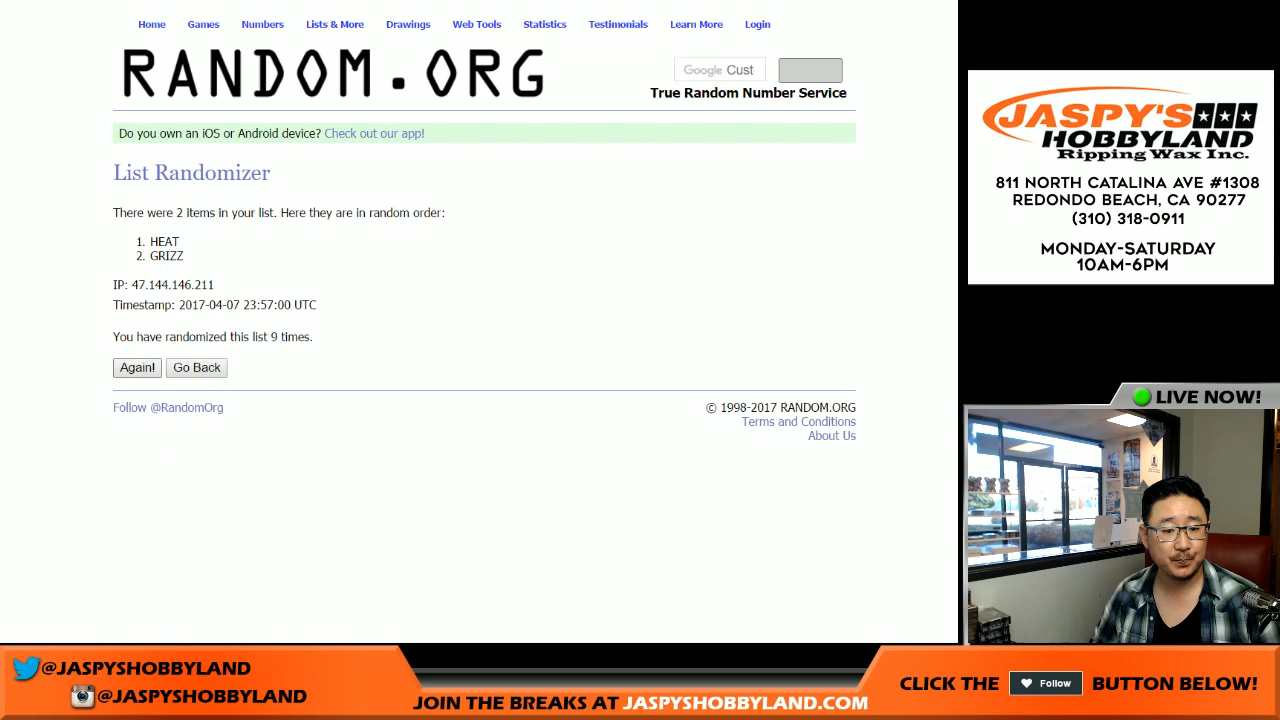 Home Games Numbers Lists & More Drawings Web Tools Statistics Testimonials Learn More Login
RANDOM.ORG
Google Cust
True Random Number Service
Do you own an iOS or Android device? Check out our app!
List Randomizer
There were 2 items in your list. Here they are in random order:
1. HEAT
2. GRIZZ
IP: 47.144.146.211
Timestamp: 2017-04-07 23:57:00 UTC
You have randomized this list 9 times.
Again! Go Back
Follow @RandomOrg
© 1998-2017 RANDOM.ORG
Terms and Conditions
About Us
JASPY'S
HOBBYLAND
Ripping Wax Inc.
811 NORTH CATALINA AVE #1308
REDONDO BEACH, CA 90277
(310) 318-0911
MONDAY-SATURDAY
10AM-6PM
LIVE NOW!
@JASPYSHOBBYLAND
@JASPYSHOBBYLAND
JOIN THE BREAKS AT JASPYSHOBBYLAND.COM
CLICK THE Follow BUTTON BELOW!